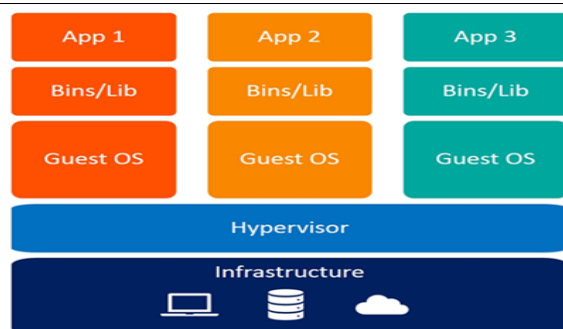 App 1 App 2 App 3
Bins/Lib Bins/Lib Bins/Lib
Guest OS Guest OS Guest OS
Hypervisor
Infrastructure